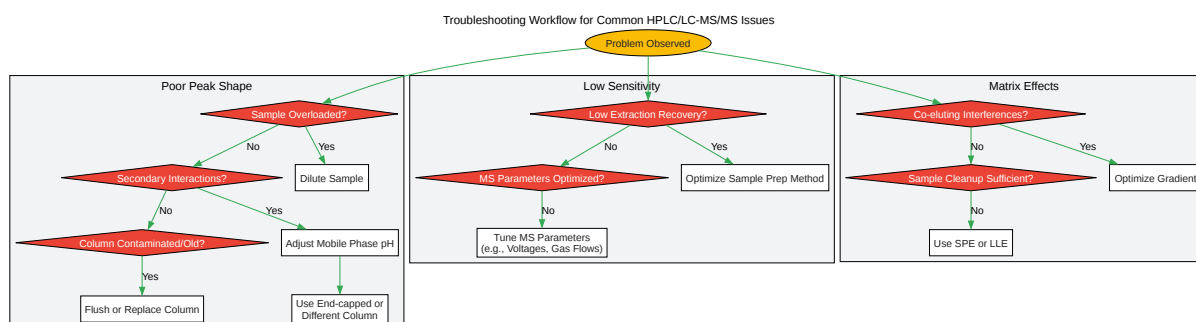 Troubleshooting Workflow for Common HPLC/LC-MS/MS Issues
Problem Observed
Poor Peak Shape
Sample Overloaded?
No
Yes
Secondary Interactions?
Dilute Sample
No
Yes
Column Contaminated/Old?
Adjust Mobile Phase pH
Yes
Flush or Replace Column
Use End-capped or
Different Column
Low Sensitivity
Low Extraction Recovery?
No
Yes
MS Parameters Optimized?
Optimize Sample Prep Method
No
Tune MS Parameters
(e.g., Voltages, Gas Flows)
Matrix Effects
Co-eluting Interferences?
No
Yes
Sample Cleanup Sufficient?
Optimize Gradient
No
Use SPE or LLE